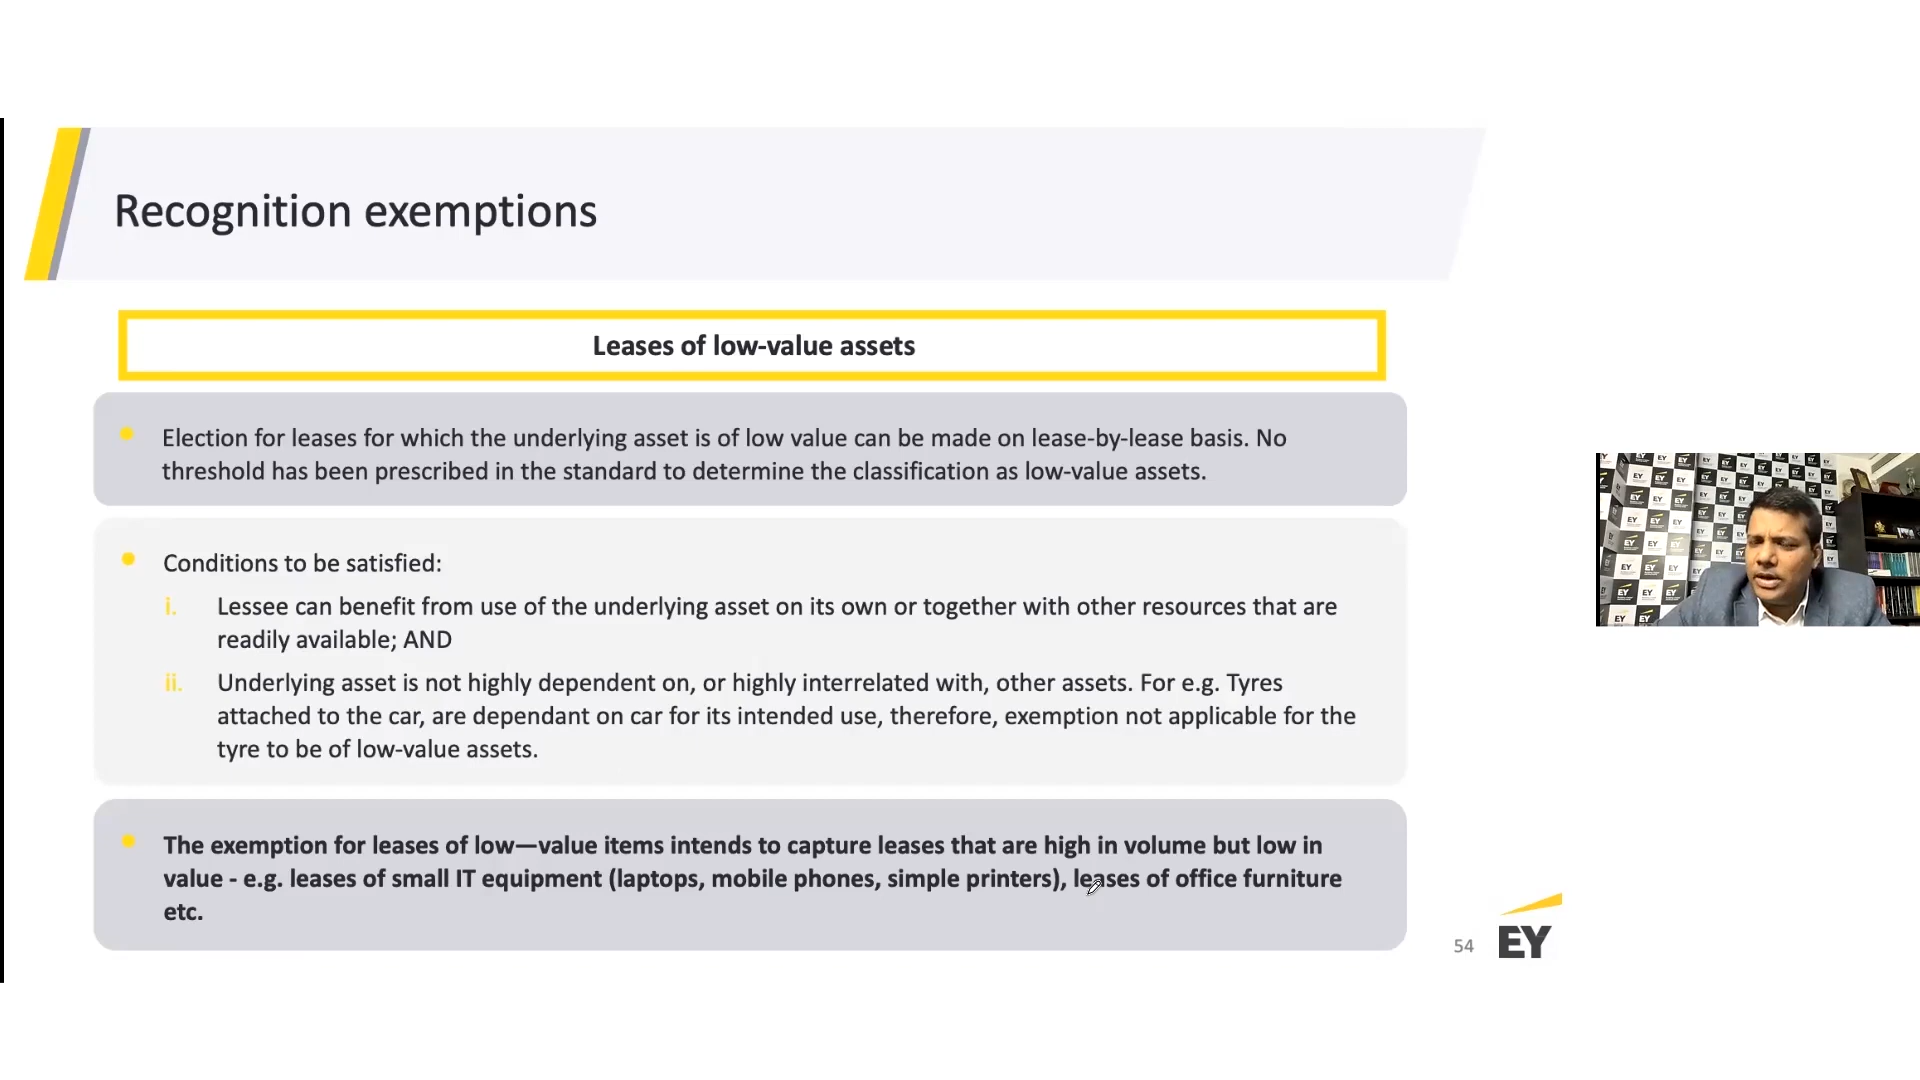 Recognition exemptions
Leases of low-value assets
Election for leases for which the underlying asset is of low value can be made on lease-by-lease basis. No
threshold has been prescribed in the standard to determine the classification as low-value assets.
Conditions to be satisfied:
i. Lessee can benefit from use of the underlying asset on its own or together with other resources that are
readily available; AND
ii. Underlying asset is not highly dependent on, or highly interrelated with, other assets. For e.g. Tyres
attached to the car, are dependant on car for its intended use, therefore, exemption not applicable for the
tyre to be of low-value assets.
The exemption for leases of low—value items intends to capture leases that are high in volume but low in
value - e.g. leases of small IT equipment (laptops, mobile phones, simple printers), leases of office furniture
etc.
54
EY